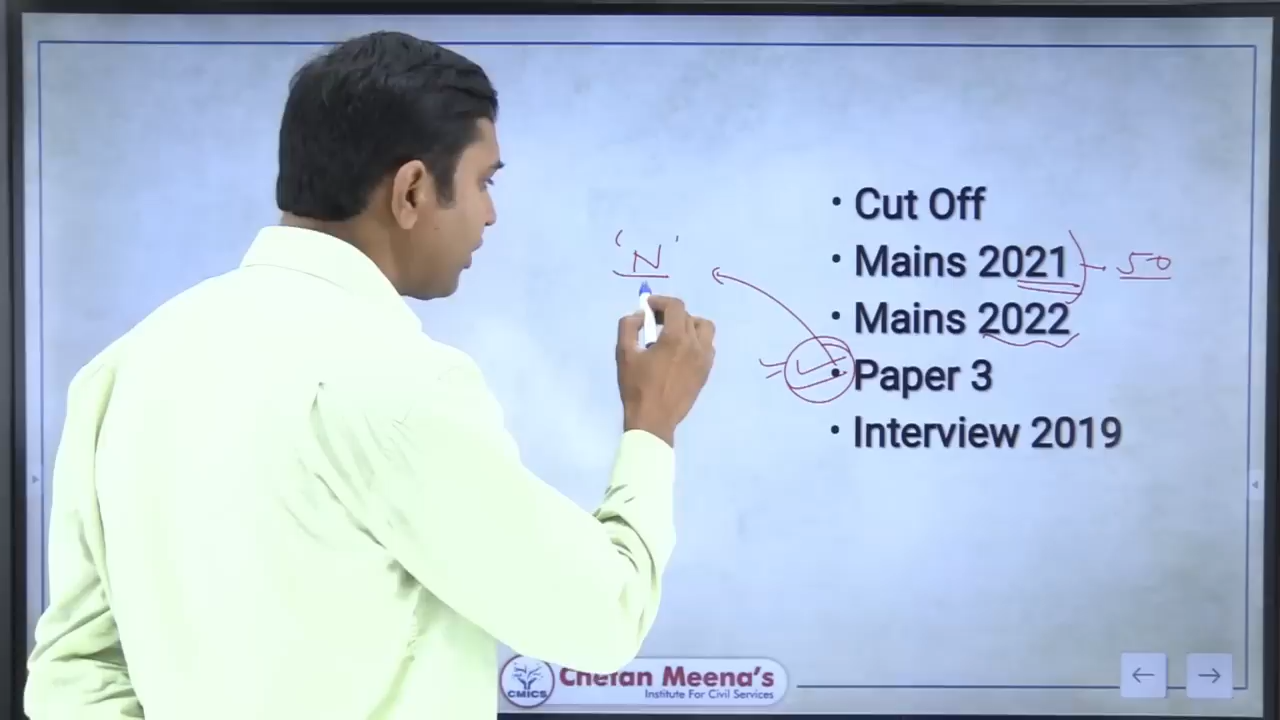 • Cut Off
• Mains 2021
50
• Mains 2022
• Paper 3
• Interview 2019
'N'
CMICS
Chetan Meena's
Institute For Civil Services